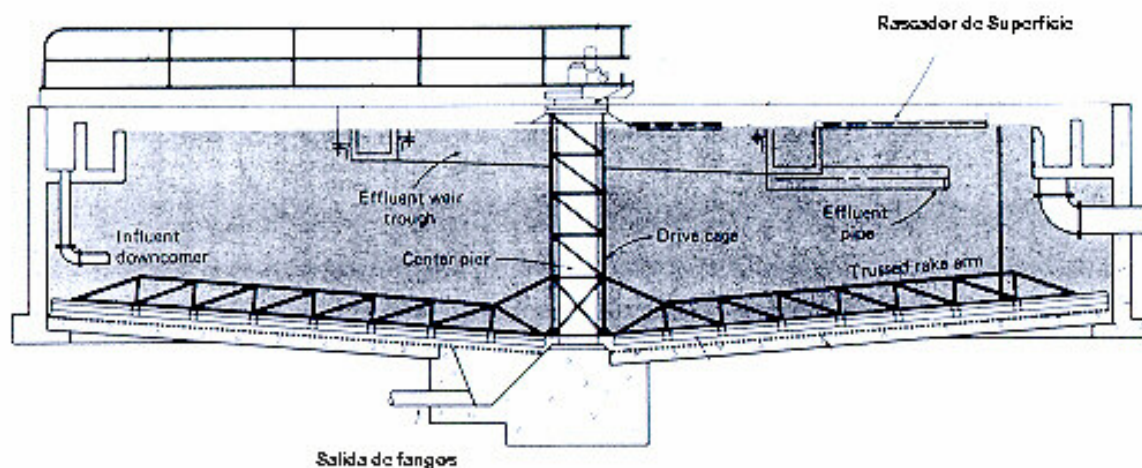 Rascador de Superficie
Effluent weir
trough
Effluent
pipe
Influent
downcomer
Center pier
Drive cage
Trussed rake arm
Salida de fangos